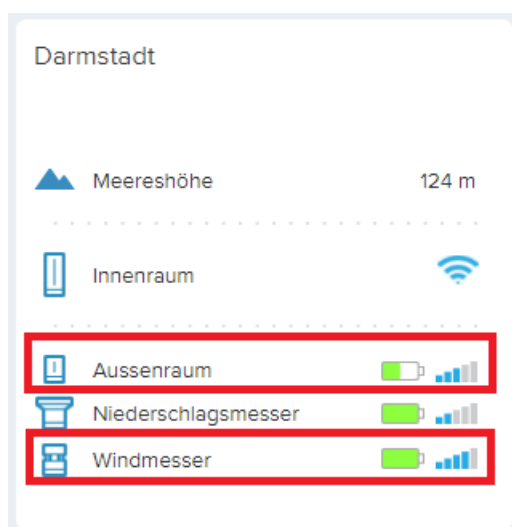 Darmstadt
Meereshöhe 124 m
Innenraum
Aussenraum
Niederschlagsmesser
Windmesser